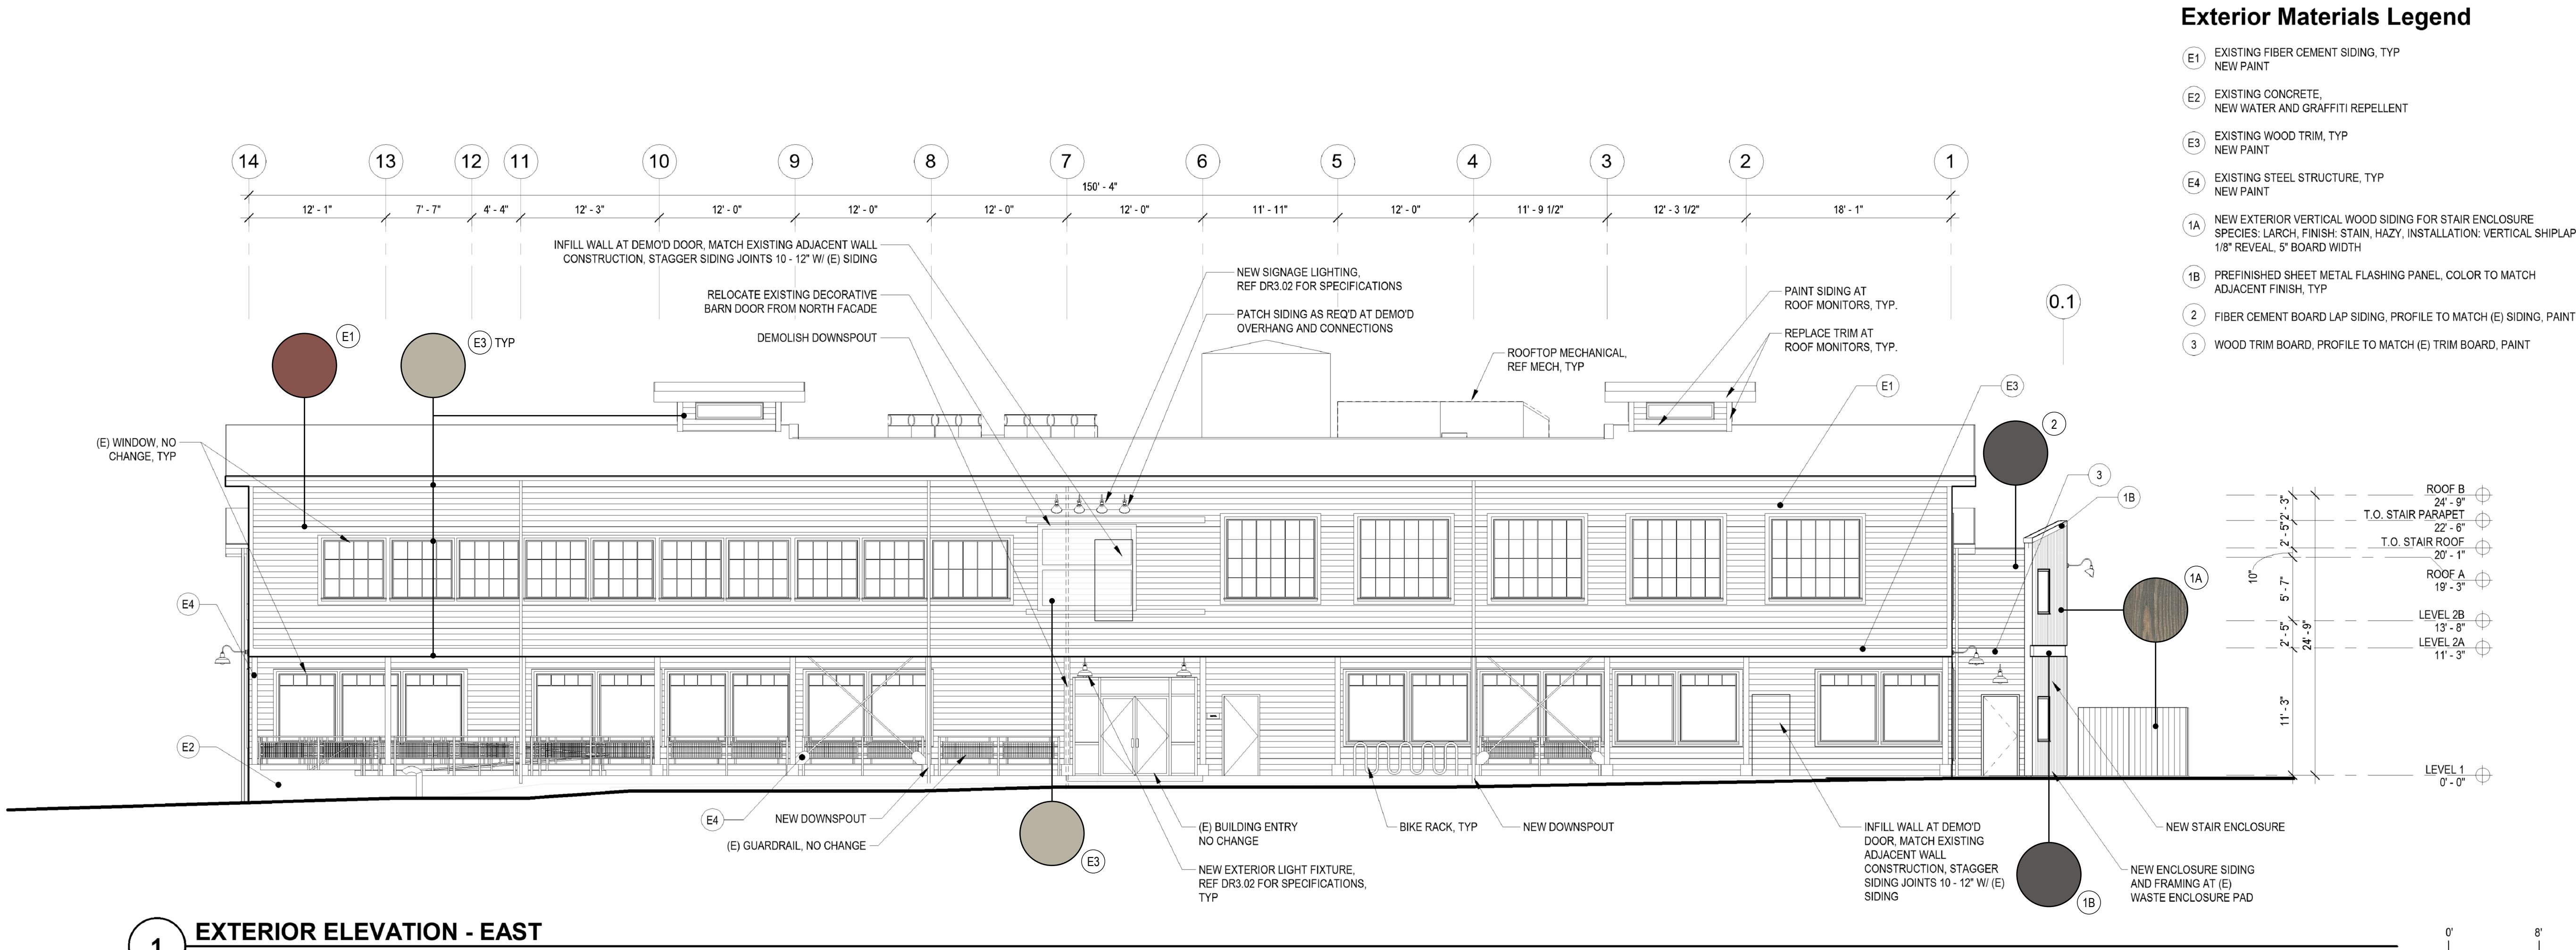 Exterior Materials Legend
E1 EXISTING FIBER CEMENT SIDING, TYP
NEW PAINT
E2 EXISTING CONCRETE,
NEW WATER AND GRAFFITI REPELLENT
E3 EXISTING WOOD TRIM, TYP
NEW PAINT
E4 EXISTING STEEL STRUCTURE, TYP
NEW PAINT
1A NEW EXTERIOR VERTICAL WOOD SIDING FOR STAIR ENCLOSURE
SPECIES: LARCH, FINISH: STAIN, HAZY, INSTALLATION: VERTICAL SHIPLAP
1/8" REVEAL, 5" BOARD WIDTH
1B PREFINISHED SHEET METAL FLASHING PANEL, COLOR TO MATCH
ADJACENT FINISH, TYP
2 FIBER CEMENT BOARD LAP SIDING, PROFILE TO MATCH (E) SIDING, PAINT
3 WOOD TRIM BOARD, PROFILE TO MATCH (E) TRIM BOARD, PAINT
14 13 12 11 10 9 8 7 6 5 4 3 2 1
0.1
150' - 4"
12' - 1" 7' - 7" 4' - 4" 12' - 3" 12' - 0" 12' - 0" 12' - 0" 12' - 0" 11' - 11" 12' - 0" 11' - 9 1/2" 12' - 3 1/2" 18' - 1"
INFILL WALL AT DEMO'D DOOR, MATCH EXISTING ADJACENT WALL
CONSTRUCTION, STAGGER SIDING JOINTS 10 - 12" W/ (E) SIDING
RELOCATE EXISTING DECORATIVE
BARN DOOR FROM NORTH FACADE
DEMOLISH DOWNSPOUT
NEW SIGNAGE LIGHTING,
REF DR3.02 FOR SPECIFICATIONS
PATCH SIDING AS REQ'D AT DEMO'D
OVERHANG AND CONNECTIONS
ROOFTOP MECHANICAL,
REF MECH, TYP
PAINT SIDING AT
ROOF MONITORS, TYP.
REPLACE TRIM AT
ROOF MONITORS, TYP.
E1
E3 TYP
E1
E3
2
3
1B
(E) WINDOW, NO
CHANGE, TYP
E4
E2
1A
ROOF B
24' - 9"
T.O. STAIR PARAPET
22' - 6"
T.O. STAIR ROOF
20' - 1"
ROOF A
19' - 3"
LEVEL 2B
13' - 8"
LEVEL 2A
11' - 3"
LEVEL 1
0' - 0"
2' - 3"
2' - 5"
10"
5' - 7"
2' - 5"
24' - 9"
11' - 3"
E4
NEW DOWNSPOUT
(E) GUARDRAIL, NO CHANGE
E3
(E) BUILDING ENTRY
NO CHANGE
NEW EXTERIOR LIGHT FIXTURE,
REF DR3.02 FOR SPECIFICATIONS,
TYP
BIKE RACK, TYP
NEW DOWNSPOUT
INFILL WALL AT DEMO'D
DOOR, MATCH EXISTING
ADJACENT WALL
CONSTRUCTION, STAGGER
SIDING JOINTS 10 - 12" W/ (E)
SIDING
1B
NEW STAIR ENCLOSURE
NEW ENCLOSURE SIDING
AND FRAMING AT (E)
WASTE ENCLOSURE PAD
1 EXTERIOR ELEVATION - EAST
0' 8'